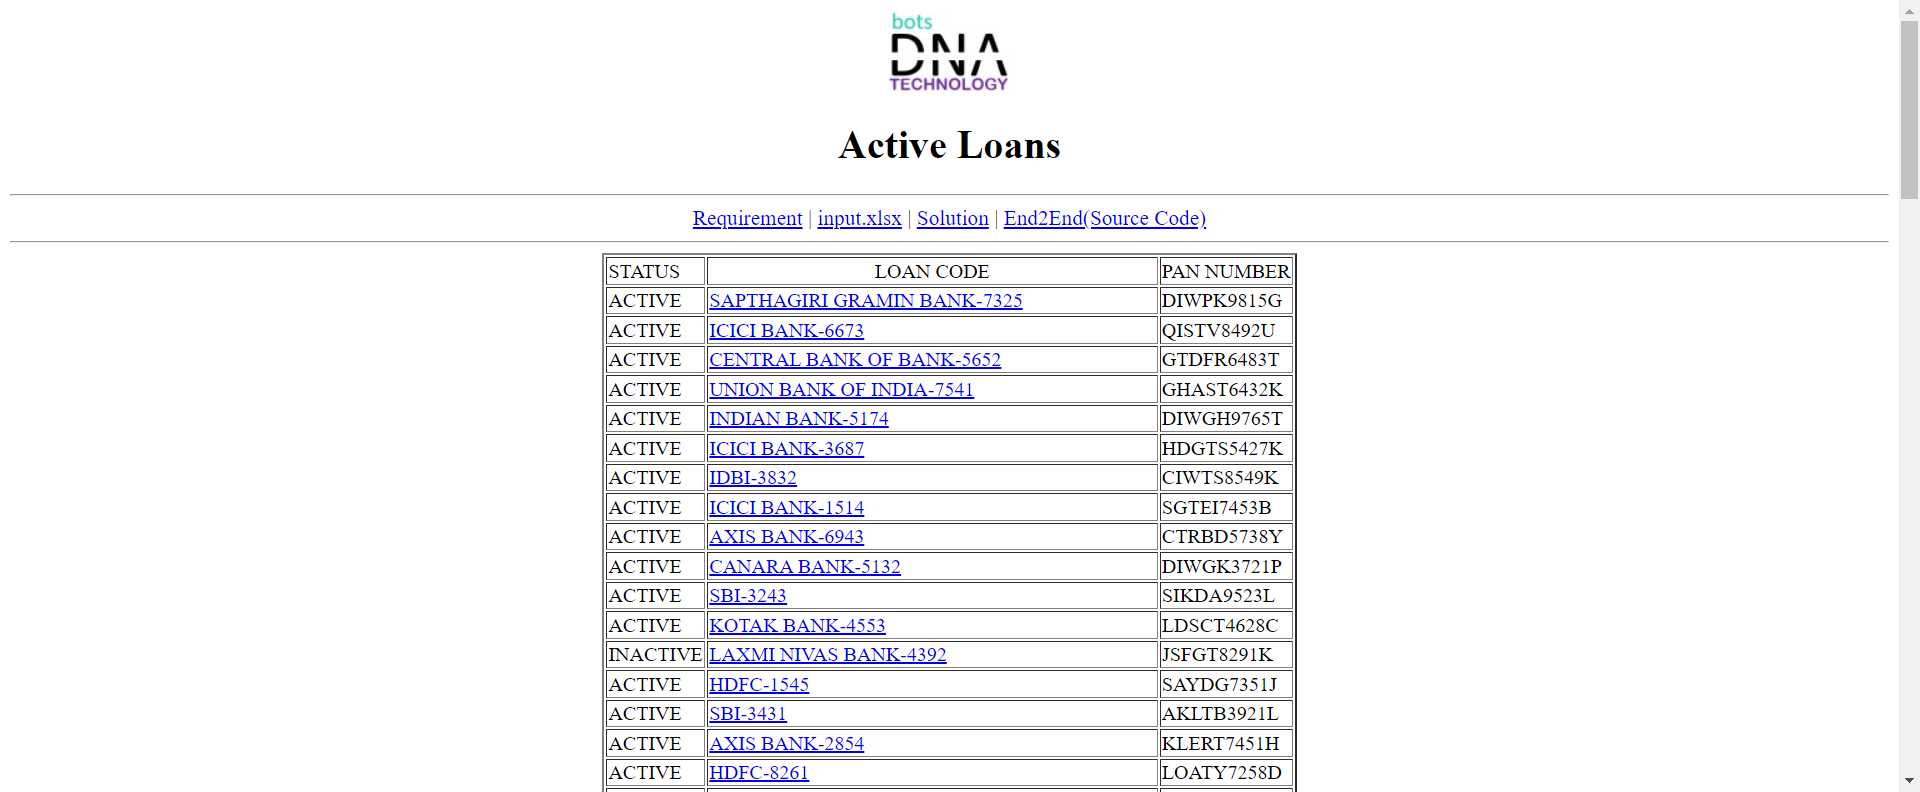 bots
DNA
TECHNOLOGY
Active Loans
Requirement | input.xlsx | Solution | End2End(Source Code)
STATUS LOAN CODE PAN NUMBER
ACTIVE SAPTHAGIRI GRAMIN BANK-7325 DIWPK9815G
ACTIVE ICICI BANK-6673 QISTV8492U
ACTIVE CENTRAL BANK OF BANK-5652 GTDFR6483T
ACTIVE UNION BANK OF INDIA-7541 GHAST6432K
ACTIVE INDIAN BANK-5174 DIWGH9765T
ACTIVE ICICI BANK-3687 HDGTS5427K
ACTIVE IDBI-3832 CIWTS8549K
ACTIVE ICICI BANK-1514 SGTEI7453B
ACTIVE AXIS BANK-6943 CTRBD5738Y
ACTIVE CANARA BANK-5132 DIWGK3721P
ACTIVE SBI-3243 SIKDA9523L
ACTIVE KOTAK BANK-4553 LDSCT4628C
INACTIVE LAXMI NIVAS BANK-4392 JSFGT8291K
ACTIVE HDFC-1545 SAYDG7351J
ACTIVE SBI-3431 AKLTB3921L
ACTIVE AXIS BANK-2854 KLERT7451H
ACTIVE HDFC-8261 LOATY7258D